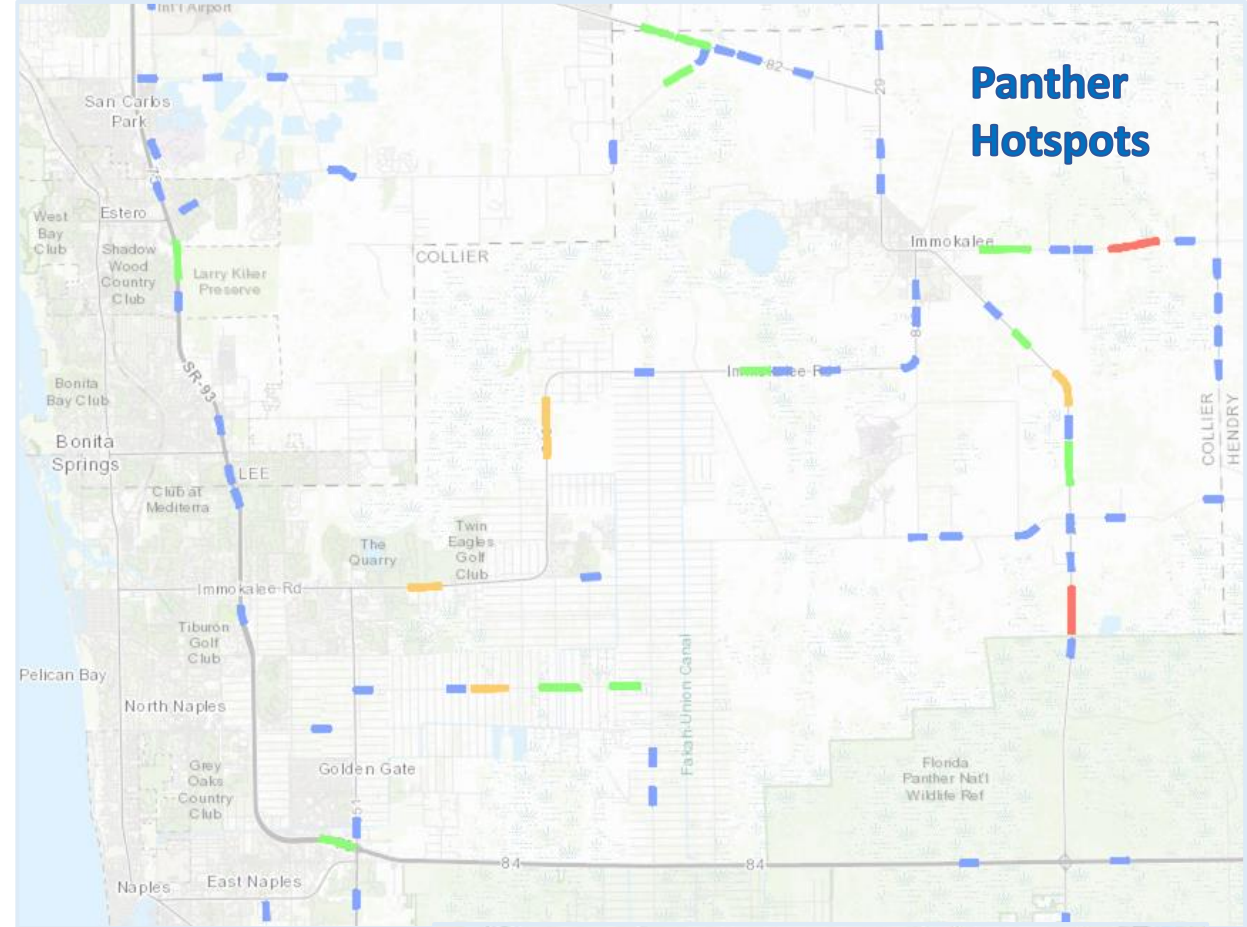 Int'l Airport
82
29
Panther
Hotspots
San Carlos
Park
75
West
Bay
Club
Estero
Shadow
Wood
Country
Club
Larry Kiker
Preserve
COLLIER
Immokalee
SR-93
Bonita
Bay Club
Bonita
Springs
LEE
Club at
Mediterra
The
Quarry
Twin
Eagles
Golf
Club
COLLIER
HENDRY
Immokalee Rd
Tiburon
Golf
Club
Pelican Bay
North Naples
Fakah-Union Canal
Grey
Oaks
Country
Club
Golden Gate
Florida
Panther Nat'l
Wildlife Ref
84
84
Naples
East Naples